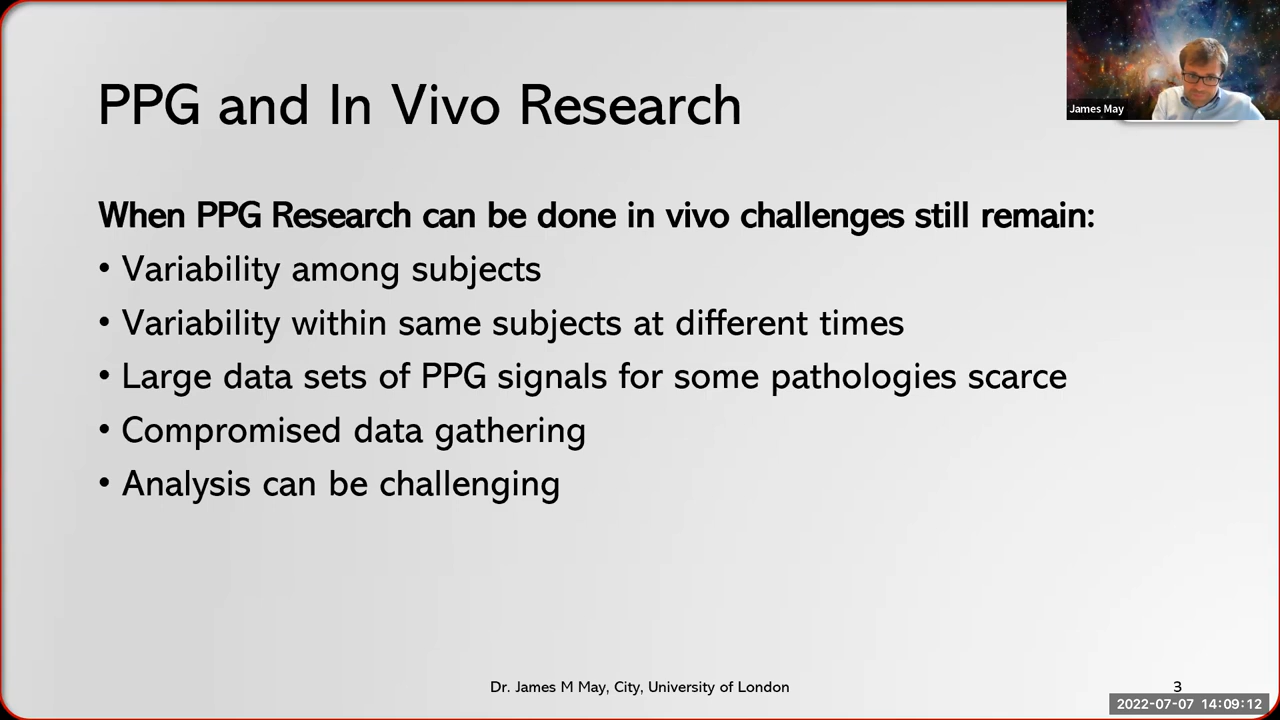 PPG and In Vivo Research
James May
When PPG Research can be done in vivo challenges still remain:
• Variability among subjects
• Variability within same subjects at different times
• Large data sets of PPG signals for some pathologies scarce
• Compromised data gathering
• Analysis can be challenging
Dr. James M May, City, University of London
3
2022-07-07 14:09:12